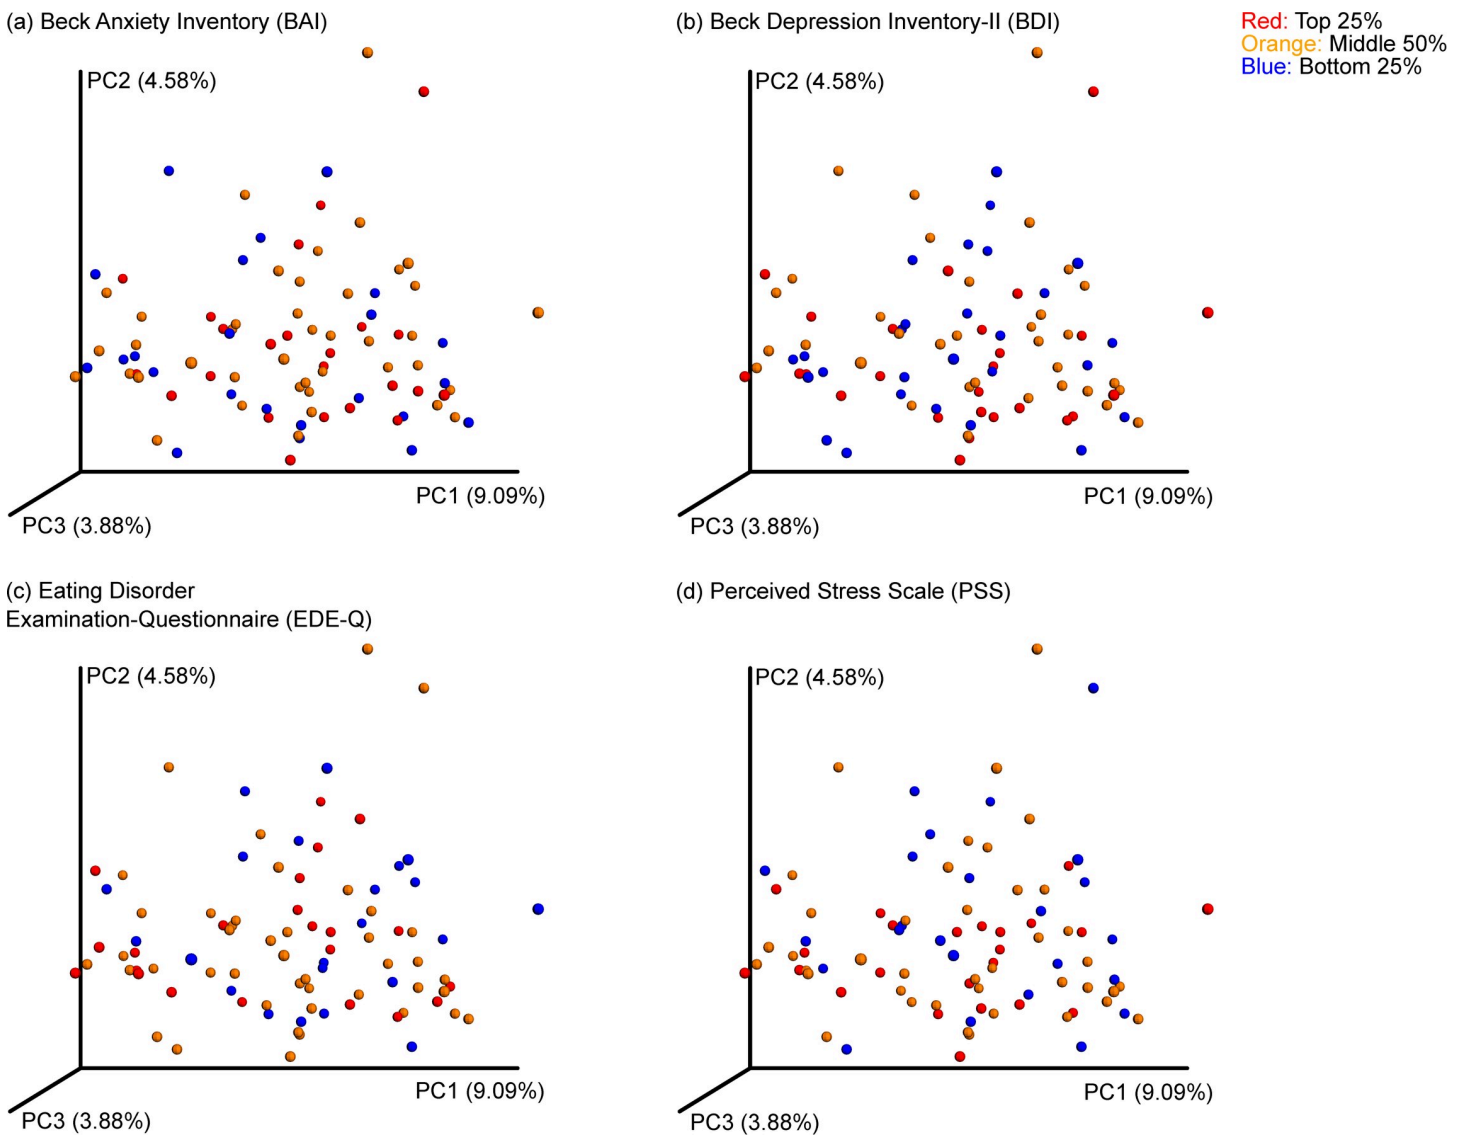 (a) Beck Anxiety Inventory (BAI)
PC2 (4.58%)
PC1 (9.09%)
PC3 (3.88%)
(b) Beck Depression Inventory-II (BDI)
PC2 (4.58%)
PC1 (9.09%)
PC3 (3.88%)
Red: Top 25%
Orange: Middle 50%
Blue: Bottom 25%
(c) Eating Disorder
Examination-Questionnaire (EDE-Q)
PC2 (4.58%)
PC1 (9.09%)
PC3 (3.88%)
(d) Perceived Stress Scale (PSS)
PC2 (4.58%)
PC1 (9.09%)
PC3 (3.88%)